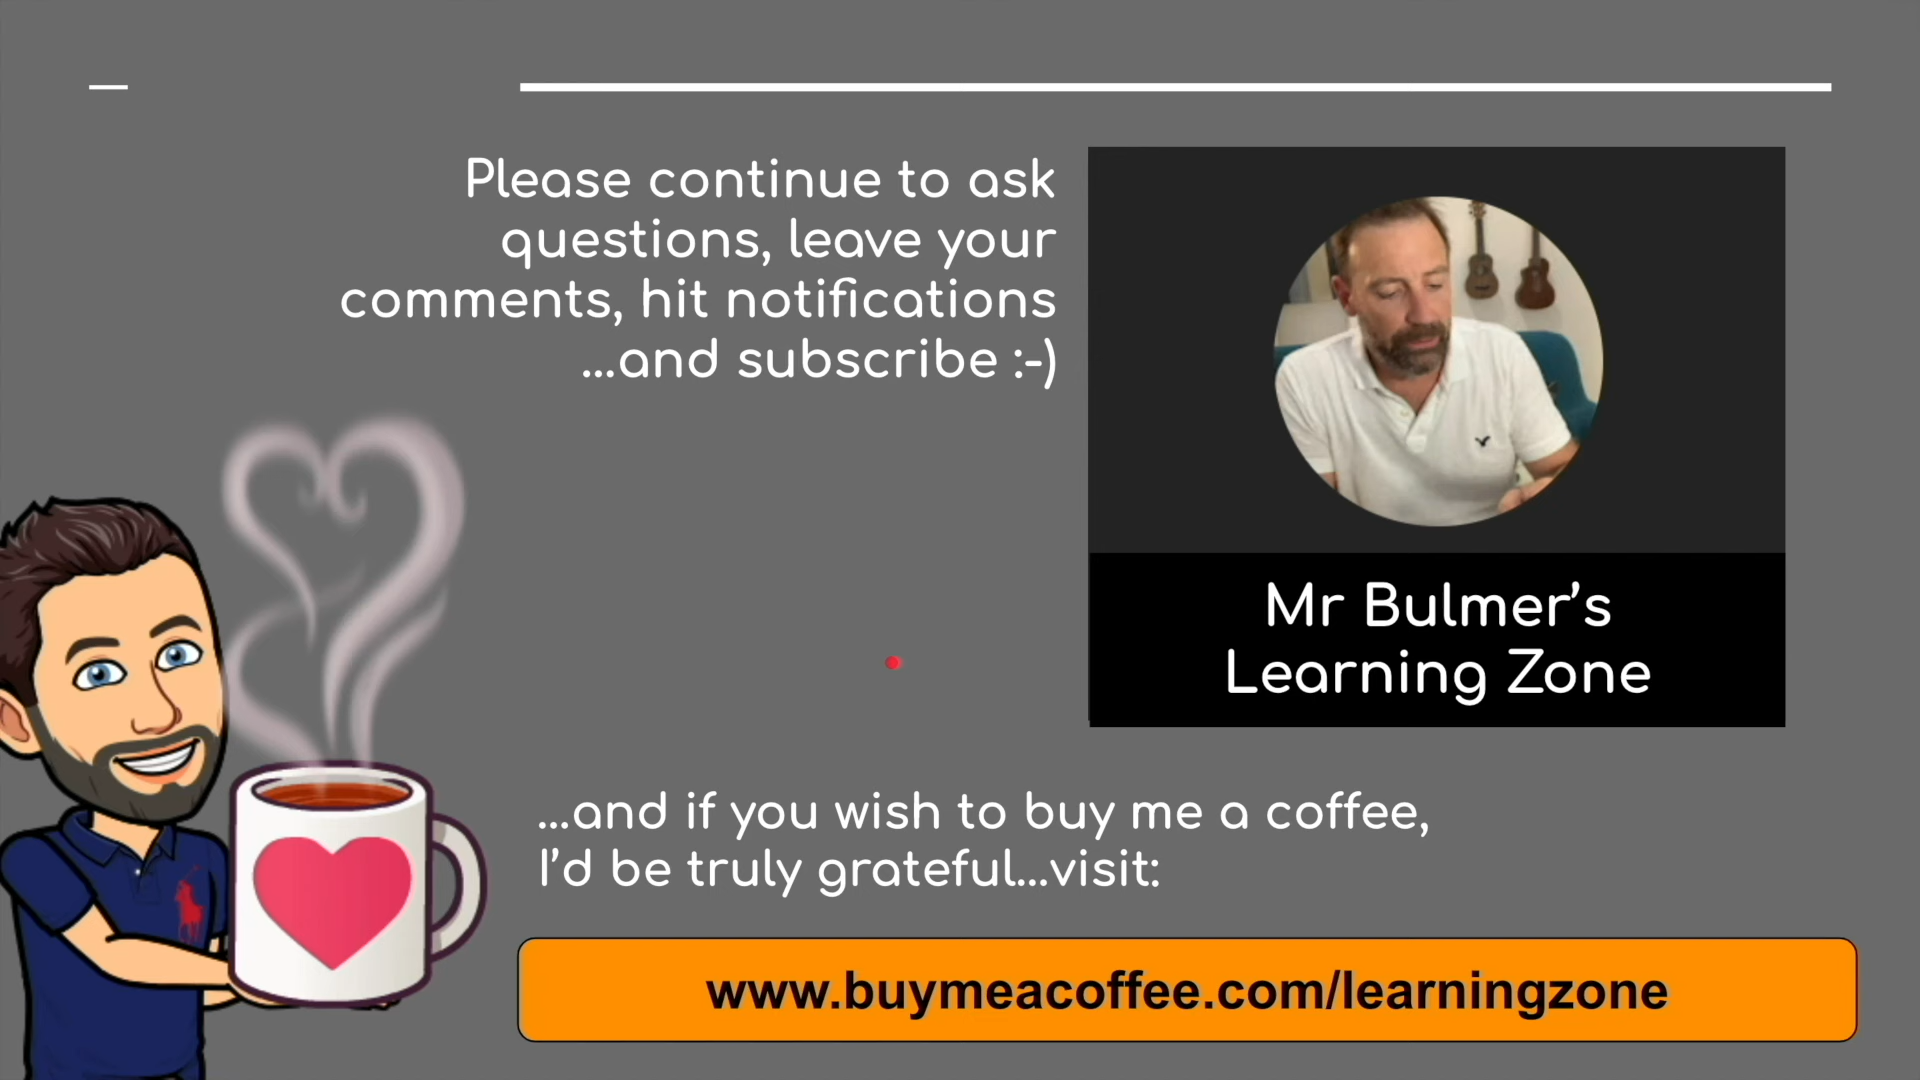 Please continue to ask
questions, leave your
comments, hit notifications
...and subscribe :-)
Mr Bulmer's
Learning Zone
...and if you wish to buy me a coffee,
I'd be truly grateful...visit:
www.buymeacoffee.com/learningzone